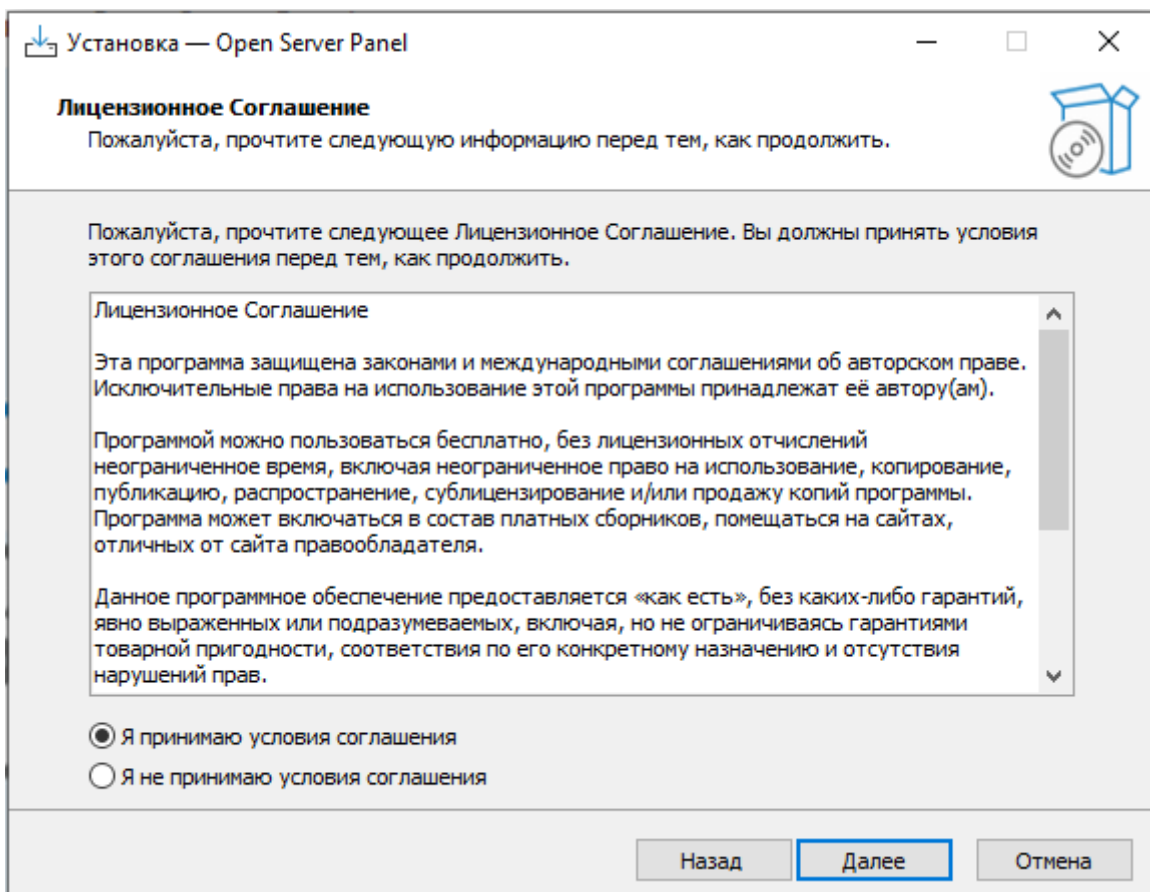 Установка — Open Server Panel
Лицензионное Соглашение
Пожалуйста, прочтите следующую информацию перед тем, как продолжить.
Пожалуйста, прочтите следующее Лицензионное Соглашение. Вы должны принять условия
этого соглашения перед тем, как продолжить.
Лицензионное Соглашение
Эта программа защищена законами и международными соглашениями об авторском праве.
Исключительные права на использование этой программы принадлежат её автору(ам).
Программой можно пользоваться бесплатно, без лицензионных отчислений
неограниченное время, включая неограниченное право на использование, копирование,
публикацию, распространение, сублицензирование и/или продажу копий программы.
Программа может включаться в состав платных сборников, помещаться на сайтах,
отличных от сайта правообладателя.
Данное программное обеспечение предоставляется «как есть», без каких-либо гарантий,
явно выраженных или подразумеваемых, включая, но не ограничиваясь гарантиями
товарной пригодности, соответствия по его конкретному назначению и отсутствия
нарушений прав.
Я принимаю условия соглашения
Я не принимаю условия соглашения
Назад
Далее
Отмена